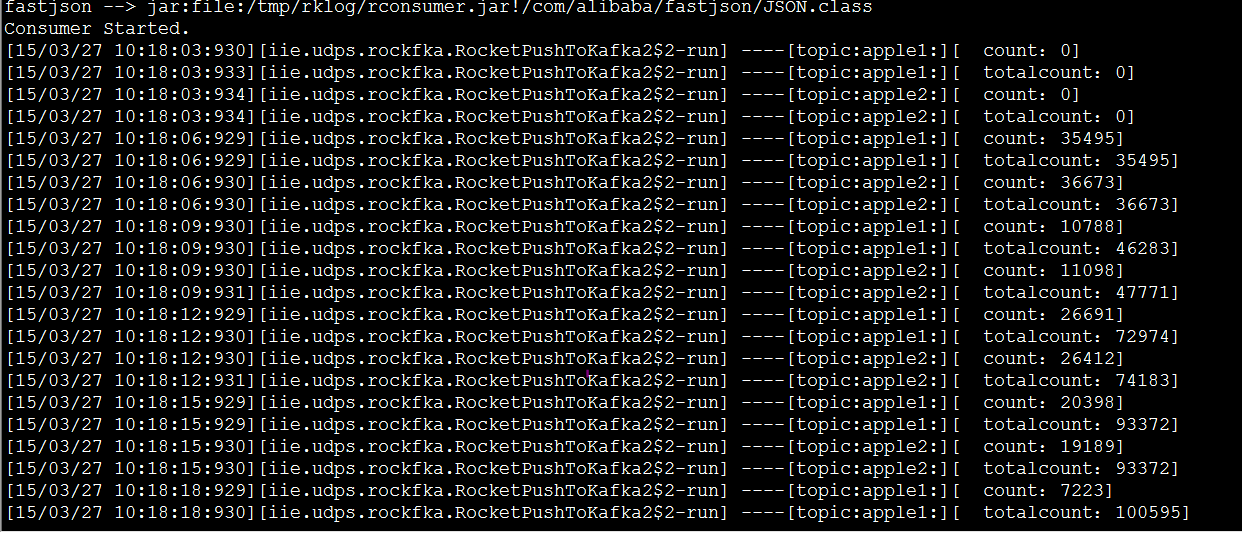 fastjson --> jar:file:/tmp/rklog/rconsumer.jar!/com/alibaba/fastjson/JSON.class
Consumer Started.
[15/03/27 10:18:03:930][iie.udps.rockfka.RocketPushToKafka2$2-run] ----[topic:apple1:][  count：0]
[15/03/27 10:18:03:933][iie.udps.rockfka.RocketPushToKafka2$2-run] ----[topic:apple1:][  totalcount：0]
[15/03/27 10:18:03:934][iie.udps.rockfka.RocketPushToKafka2$2-run] ----[topic:apple2:][  count：0]
[15/03/27 10:18:03:934][iie.udps.rockfka.RocketPushToKafka2$2-run] ----[topic:apple2:][  totalcount：0]
[15/03/27 10:18:06:929][iie.udps.rockfka.RocketPushToKafka2$2-run] ----[topic:apple1:][  count：35495]
[15/03/27 10:18:06:929][iie.udps.rockfka.RocketPushToKafka2$2-run] ----[topic:apple1:][  totalcount：35495]
[15/03/27 10:18:06:930][iie.udps.rockfka.RocketPushToKafka2$2-run] ----[topic:apple2:][  count：36673]
[15/03/27 10:18:06:930][iie.udps.rockfka.RocketPushToKafka2$2-run] ----[topic:apple2:][  totalcount：36673]
[15/03/27 10:18:09:930][iie.udps.rockfka.RocketPushToKafka2$2-run] ----[topic:apple1:][  count：10788]
[15/03/27 10:18:09:930][iie.udps.rockfka.RocketPushToKafka2$2-run] ----[topic:apple1:][  totalcount：46283]
[15/03/27 10:18:09:930][iie.udps.rockfka.RocketPushToKafka2$2-run] ----[topic:apple2:][  count：11098]
[15/03/27 10:18:09:931][iie.udps.rockfka.RocketPushToKafka2$2-run] ----[topic:apple2:][  totalcount：47771]
[15/03/27 10:18:12:929][iie.udps.rockfka.RocketPushToKafka2$2-run] ----[topic:apple1:][  count：26691]
[15/03/27 10:18:12:930][iie.udps.rockfka.RocketPushToKafka2$2-run] ----[topic:apple1:][  totalcount：72974]
[15/03/27 10:18:12:930][iie.udps.rockfka.RocketPushToKafka2$2-run] ----[topic:apple2:][  count：26412]
[15/03/27 10:18:12:931][iie.udps.rockfka.RocketPushToKafka2$2-run] ----[topic:apple2:][  totalcount：74183]
[15/03/27 10:18:15:929][iie.udps.rockfka.RocketPushToKafka2$2-run] ----[topic:apple1:][  count：20398]
[15/03/27 10:18:15:929][iie.udps.rockfka.RocketPushToKafka2$2-run] ----[topic:apple1:][  totalcount：93372]
[15/03/27 10:18:15:930][iie.udps.rockfka.RocketPushToKafka2$2-run] ----[topic:apple2:][  count：19189]
[15/03/27 10:18:15:930][iie.udps.rockfka.RocketPushToKafka2$2-run] ----[topic:apple2:][  totalcount：93372]
[15/03/27 10:18:18:929][iie.udps.rockfka.RocketPushToKafka2$2-run] ----[topic:apple1:][  count：7223]
[15/03/27 10:18:18:930][iie.udps.rockfka.RocketPushToKafka2$2-run] ----[topic:apple1:][  totalcount：100595]